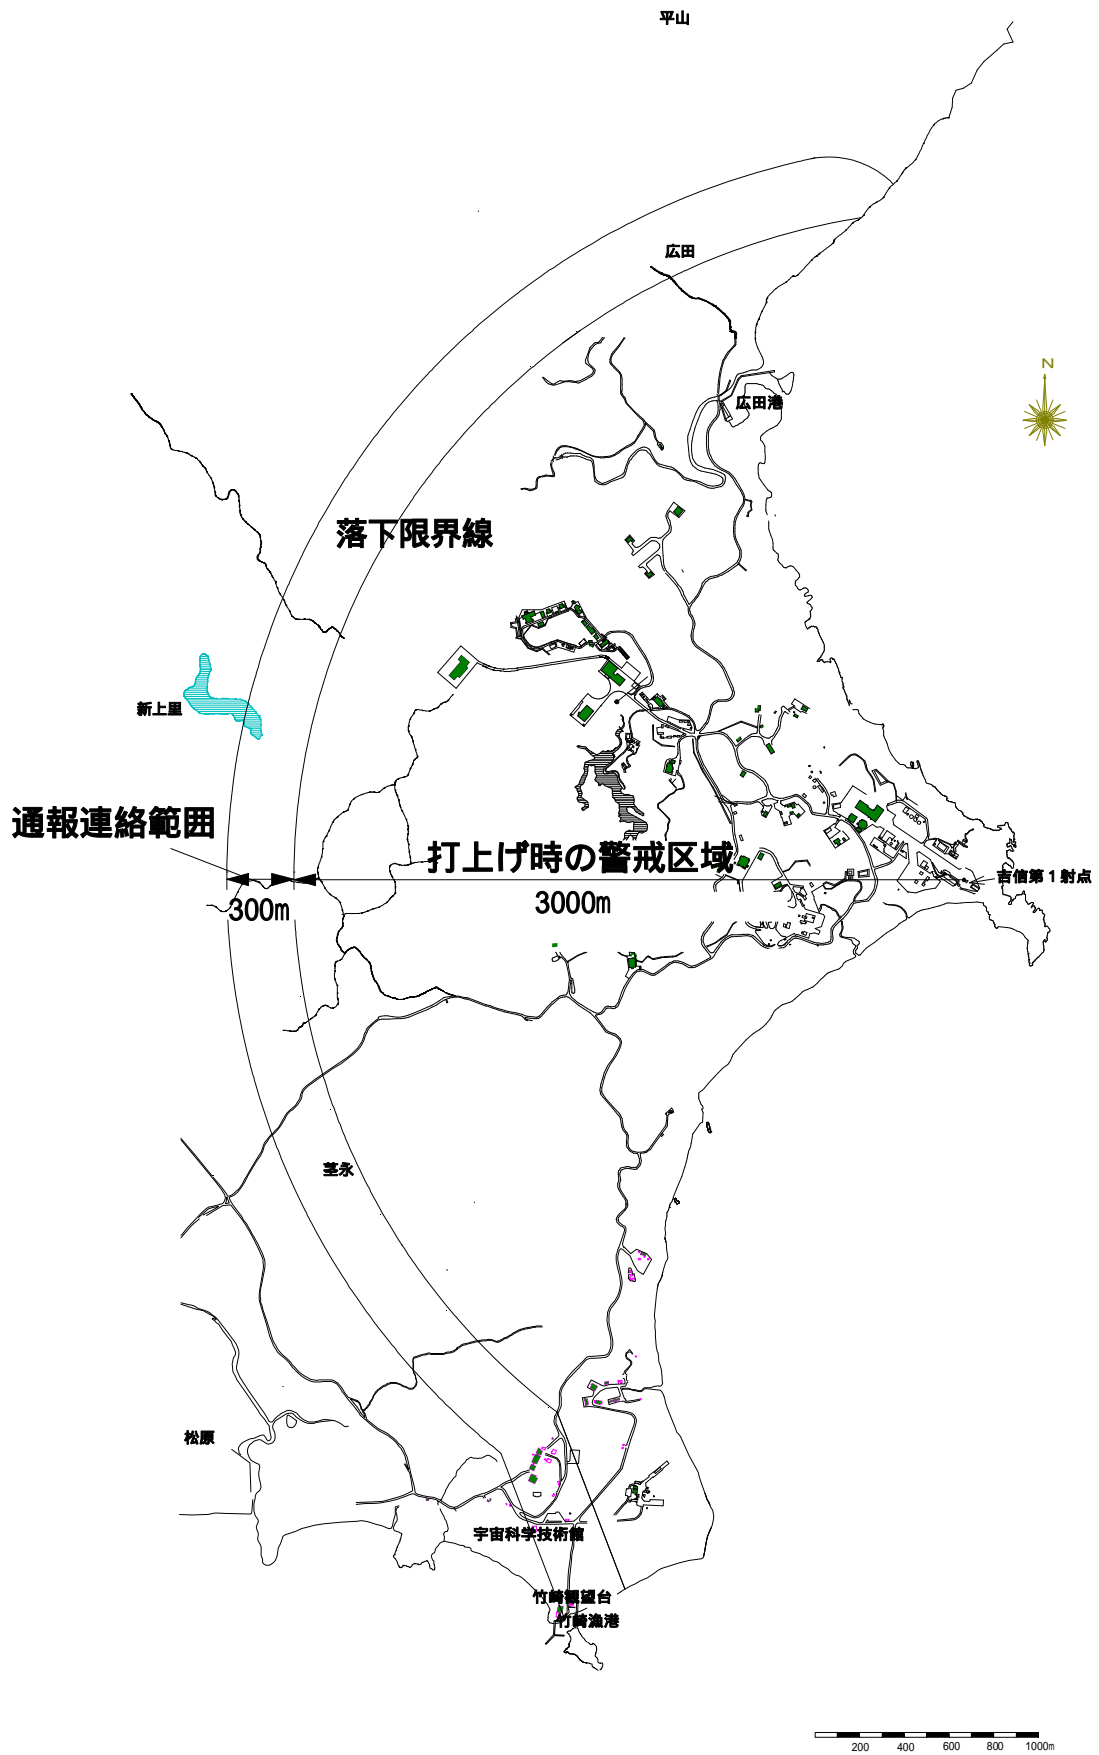 平山
広田
N
広田港
落下限界線
新上里
通報連絡範囲
打上げ時の警戒区域
吉信第１射点
300m
3000m
茎永
松原
宇宙科学技術館
竹崎観望台
竹崎漁港
200 400 600 800 1000m